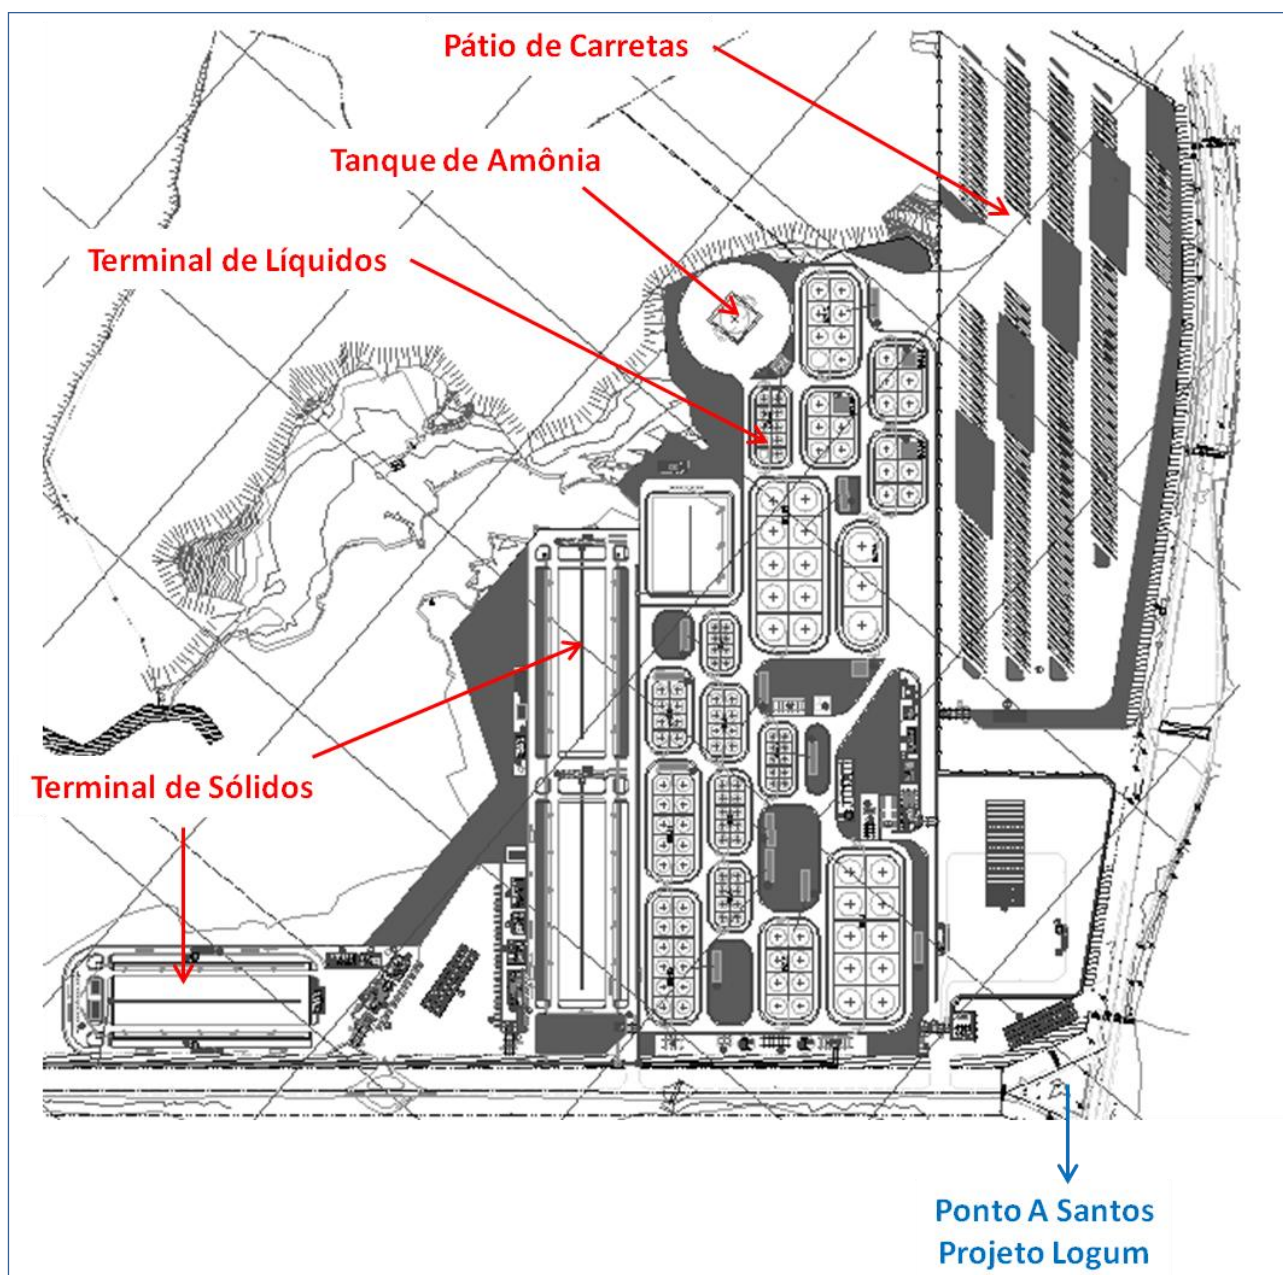 Pátio de Carretas
Tanque de Amônia
Terminal de Líquidos
Terminal de Sólidos
Ponto A Santos
Projeto Logum